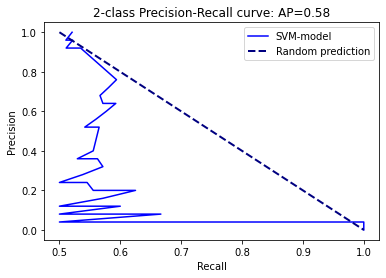 2-class Precision-Recall curve: AP=0.58
SVM-model
Random prediction
Precision
1.0
0.8
0.6
0.4
0.2
0.0
0.5
0.6
0.7
0.8
0.9
1.0
Recall